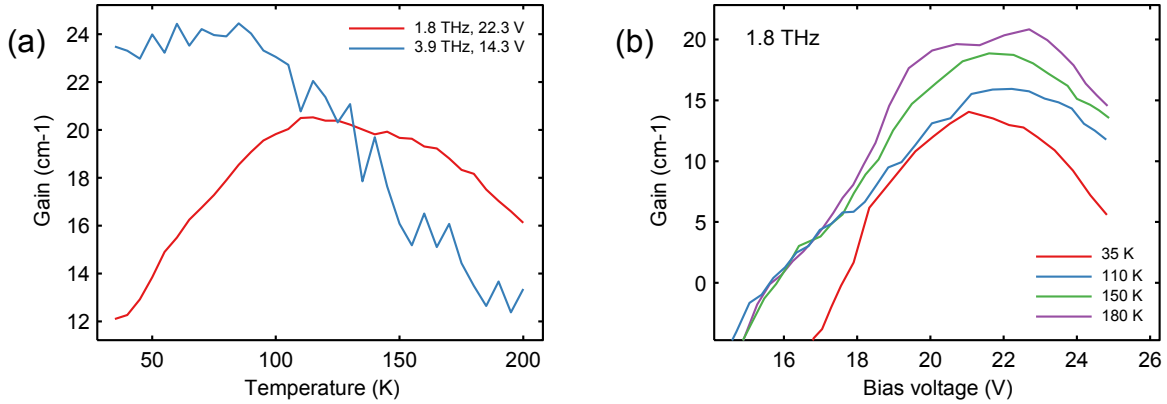 (a)
1.8 THz, 22.3 V
3.9 THz, 14.3 V
24
22
20
18
16
14
12
Gain (cm-1)
50
100
150
200
Temperature (K)
(b)
1.8 THz
20
15
10
5
0
Gain (cm-1)
35 K
110 K
150 K
180 K
16
18
20
22
24
26
Bias voltage (V)